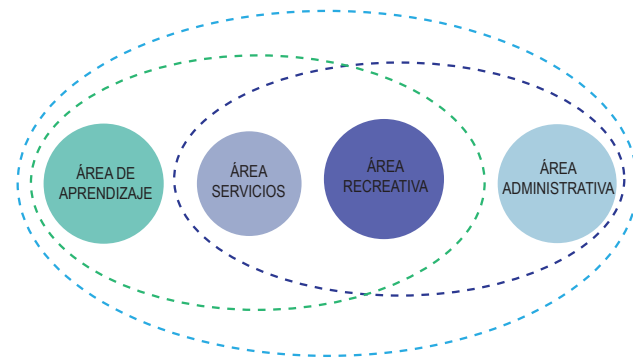 ÁREA DE
APRENDIZAJE
ÁREA
SERVICIOS
ÁREA
RECREATIVA
ÁREA
ADMINISTRATIVA